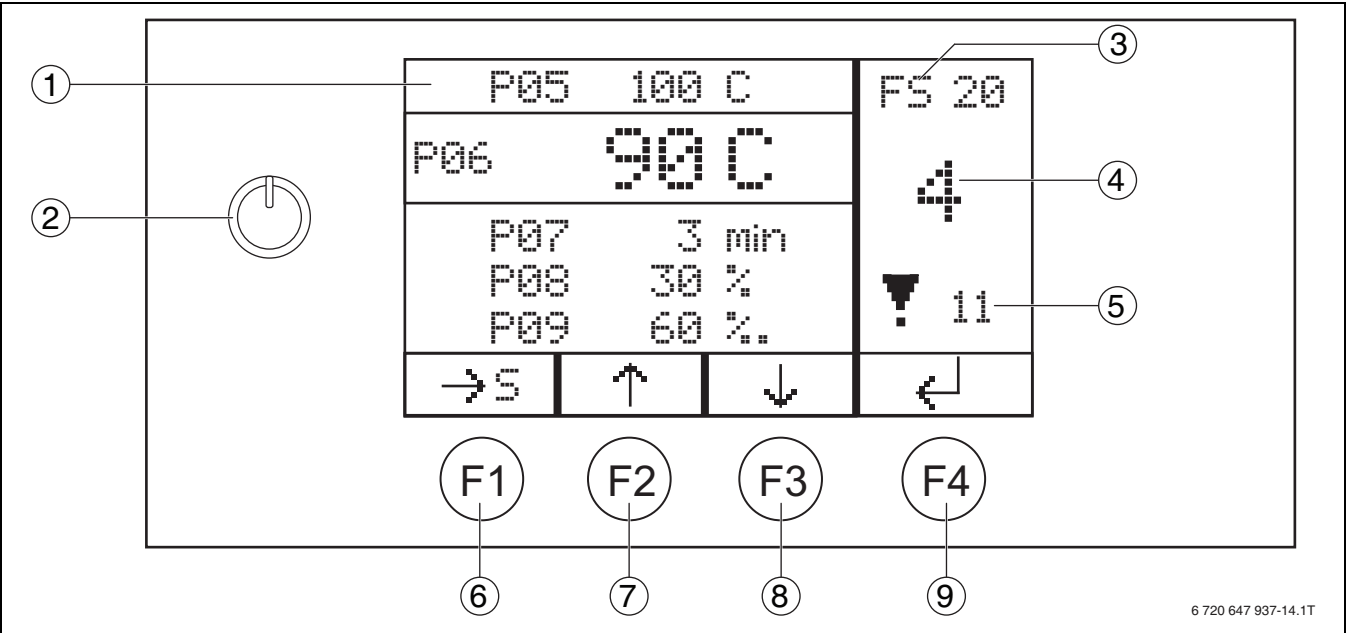 ① P05 100 C FS 20 ③
P06 90 C 4 ④
②
P07 3 min
P08 30 % 11 ⑤
P09 60 %.
→S ↑ ↓ ↵
F1 F2 F3 F4
⑥ ⑦ ⑧ ⑨
6 720 647 937-14.1T